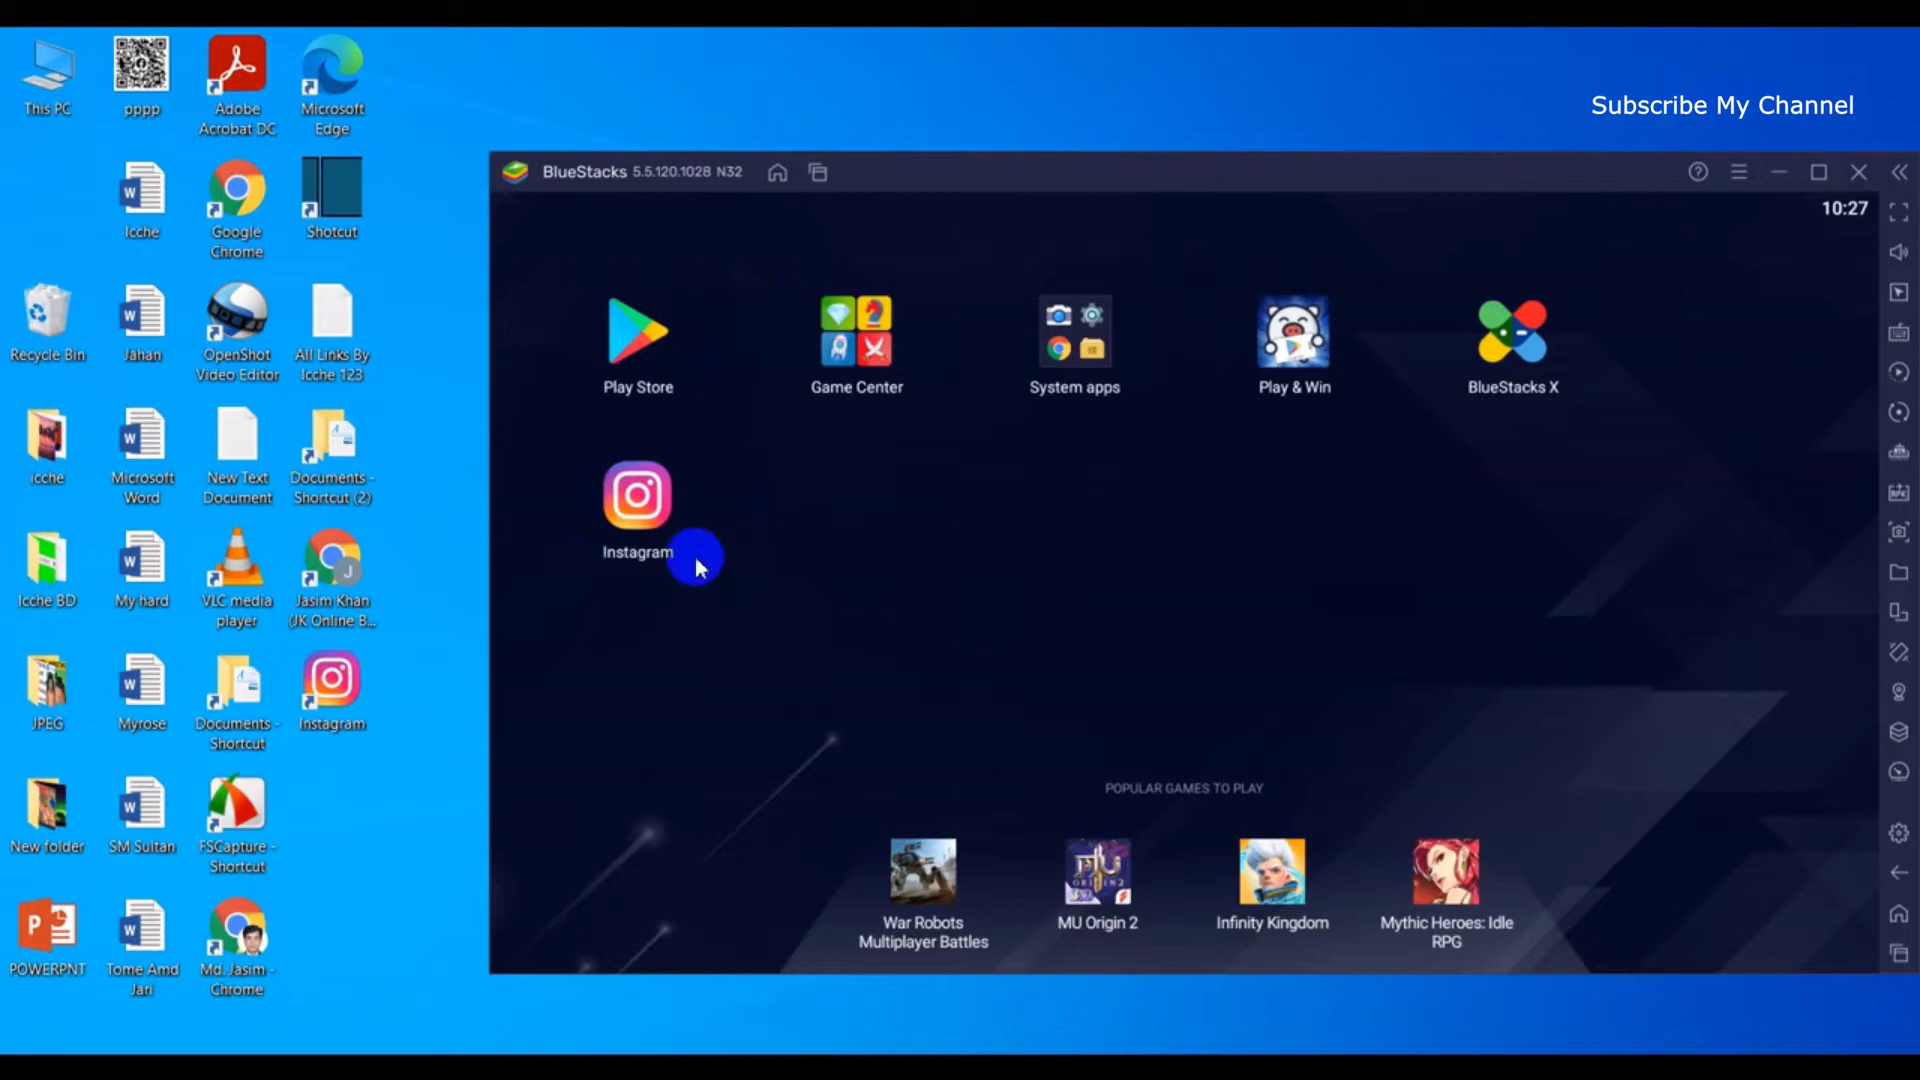 Subscribe My Channel
This PC
pppp
Adobe
Acrobat DC
Microsoft
Edge
Icche
Google
Chrome
Shotcut
Recycle Bin
Jahan
OpenShot
Video Editor
All Links By
Icche 123
icche
Microsoft
Word
New Text
Document
Documents -
Shortcut (2)
Icche BD
My hard
VLC media
player
Jasim Khan
(JK Online B...
JPEG
Myrose
Documents -
Shortcut
Instagram
New folder
SM Sultan
FSCapture -
Shortcut
POWERPNT
Tome Amd
Jari
Md. Jasim -
Chrome
BlueStacks 5.5.120.1028 N32
10:27
Play Store
Game Center
System apps
Play & Win
BlueStacks X
Instagram
POPULAR GAMES TO PLAY
War Robots
Multiplayer Battles
MU Origin 2
Infinity Kingdom
Mythic Heroes: Idle
RPG